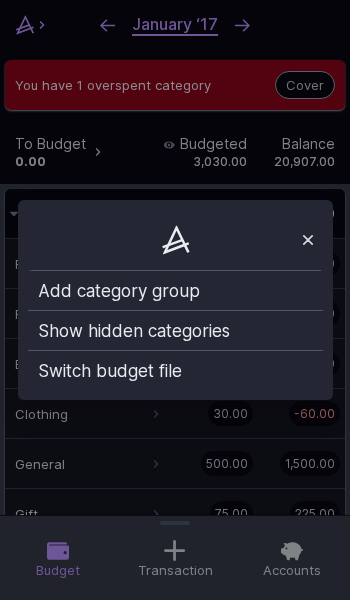 January ‘17
You have 1 overspent category
Cover
To Budget
0.00
Budgeted
3,030.00
Balance
20,907.00
Add category group
Show hidden categories
Switch budget file
Clothing 30.00 -60.00
General 500.00 1,500.00
Gift 75.00 225.00
Budget Transaction Accounts